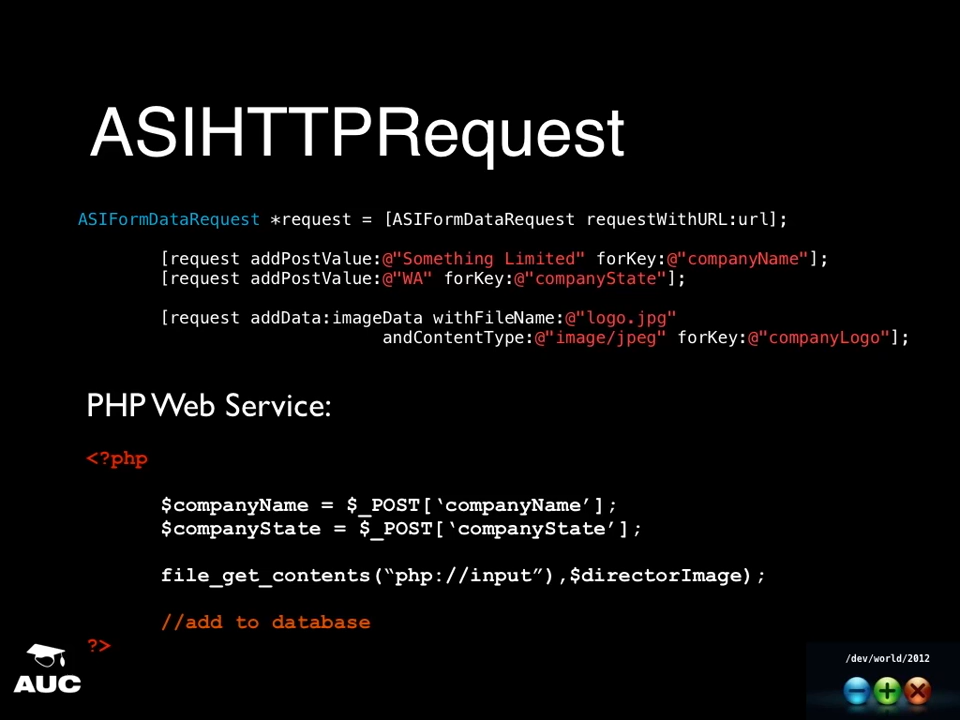 ASIHTTPRequest
ASIFormDataRequest *request = [ASIFormDataRequest requestWithURL:url];
[request addPostValue:@"Something Limited" forKey:@"companyName"];
[request addPostValue:@"WA" forKey:@"companyState"];
[request addData:imageData withFileName:@"logo.jpg"
andContentType:@"image/jpeg" forKey:@"companyLogo"];
PHP Web Service:
<?php
$companyName = $_POST[‘companyName’];
$companyState = $_POST[‘companyState’];
file_get_contents(“php://input”),$directorImage);
//add to database
?>
AUC
/dev/world/2012